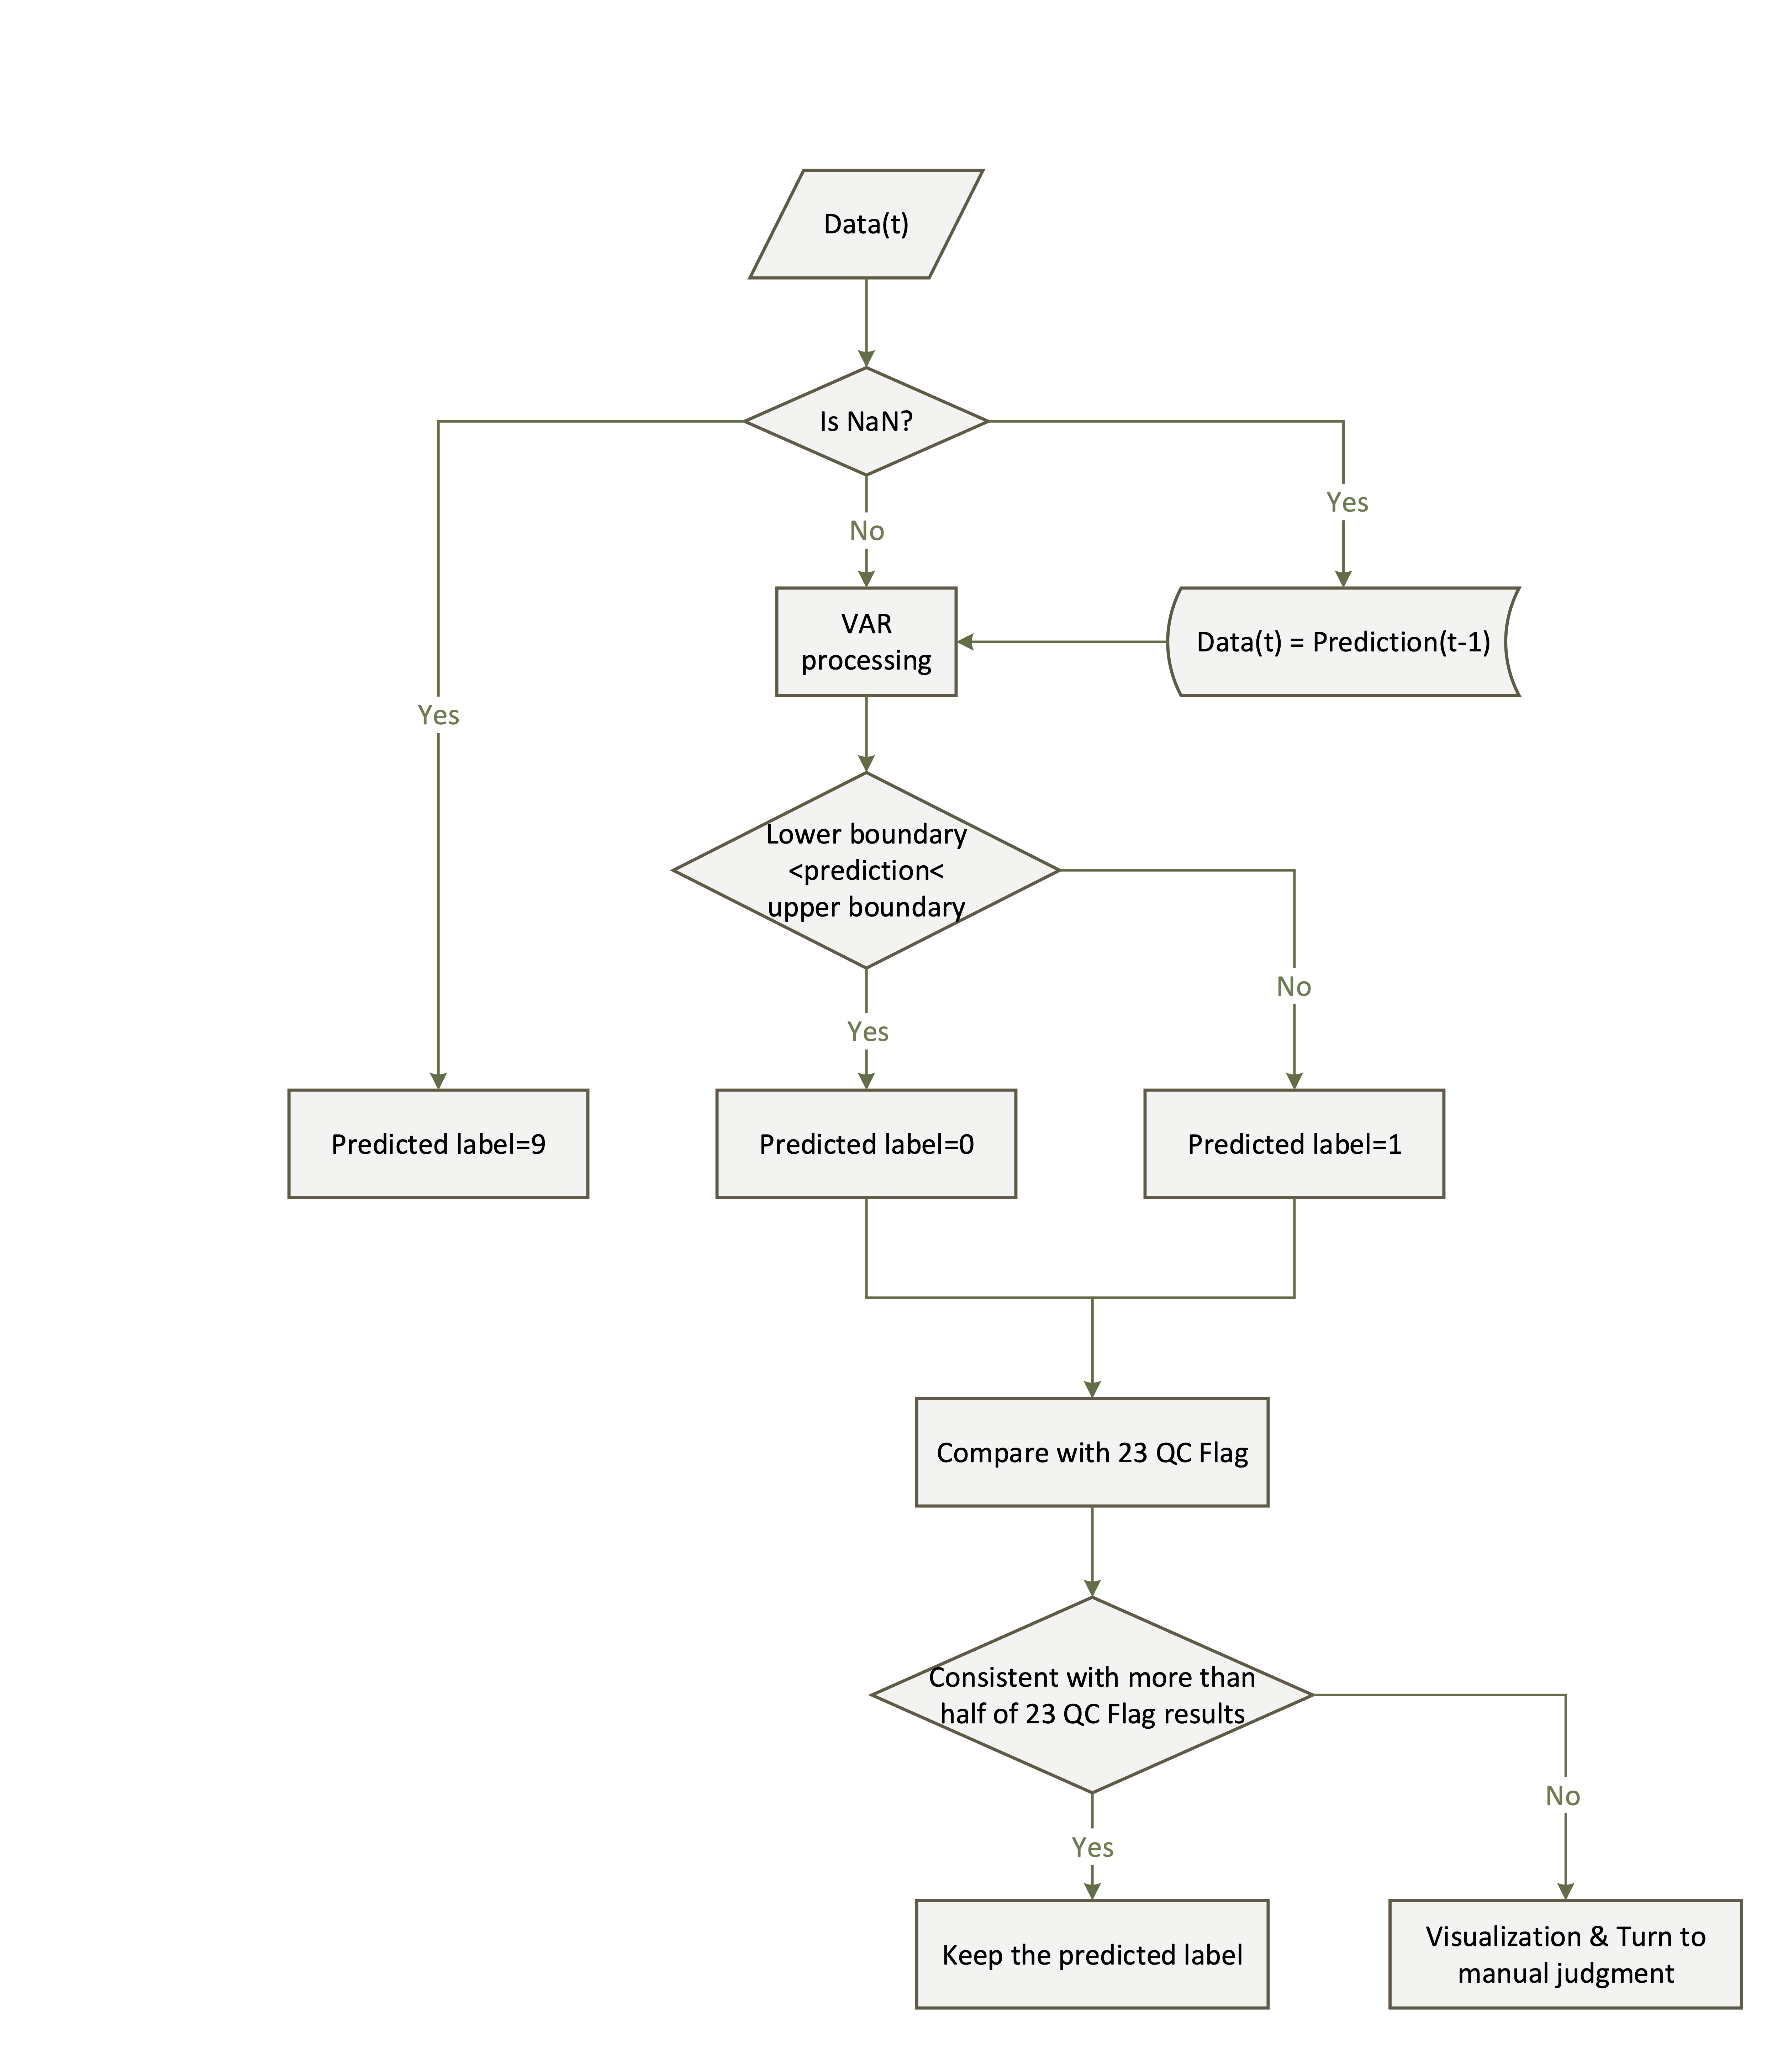 Data(t)
Is NaN?
Yes
No
VAR
processing
Data(t) = Prediction(t-1)
Yes
Lower boundary
<prediction<
upper boundary
No
Yes
Predicted label=9
Predicted label=0
Predicted label=1
Compare with 23 QC Flag
Consistent with more than
half of 23 QC Flag results
No
Yes
Keep the predicted label
Visualization & Turn to
manual judgment